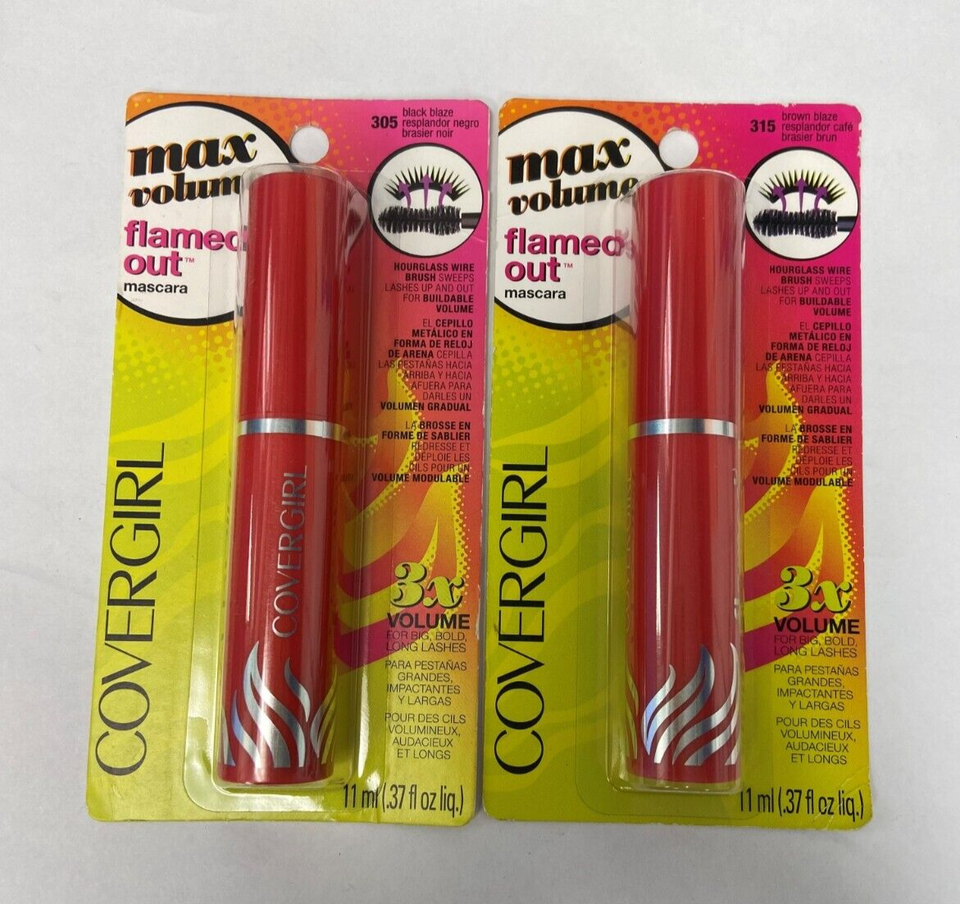 305
black blaze
resplandor negro
brasier noir
max
volum
flamed
out™
mascara
HOURGLASS WIRE
BRUSH SWEEPS
LASHES UP AND OUT
FOR BUILDABLE
VOLUME
EL CEPILLO
METÁLICO EN
FORMA DE RELOJ
DE ARENA CEPILLA
LAS PESTAÑAS HACIA
ARRIBA Y HACIA
AFUERA PARA
DARLES UN
VOLUMEN GRADUAL
LA BROSSE EN
FORME DE SABLIER
REDRESSE ET
DÉPLOIE LES
CILS POUR UN
VOLUME MODULABLE
COVERGIRL
COVERGIRL
3x
VOLUME
FOR BIG, BOLD,
LONG LASHES
PARA PESTAÑAS
GRANDES,
IMPACTANTES
Y LARGAS
POUR DES CILS
VOLUMINEUX,
AUDACIEUX
ET LONGS
11 ml (.37 fl oz liq.)
315
brown blaze
resplandor café
brasier brun
max
volume
flamed
out™
mascara
HOURGLASS WIRE
BRUSH SWEEPS
LASHES UP AND OUT
FOR BUILDABLE
VOLUME
EL CEPILLO
METÁLICO EN
FORMA DE RELOJ
DE ARENA CEPILLA
LAS PESTAÑAS HACIA
ARRIBA Y HACIA
AFUERA PARA
DARLES UN
VOLUMEN GRADUAL
LA BROSSE EN
FORME DE SABLIER
REDRESSE ET
DÉPLOIE LES
CILS POUR UN
VOLUME MODULABLE
COVERGIRL
3x
VOLUME
FOR BIG, BOLD,
LONG LASHES
PARA PESTAÑAS
GRANDES,
IMPACTANTES
Y LARGAS
POUR DES CILS
VOLUMINEUX,
AUDACIEUX
ET LONGS
11 ml (.37 fl oz liq.)